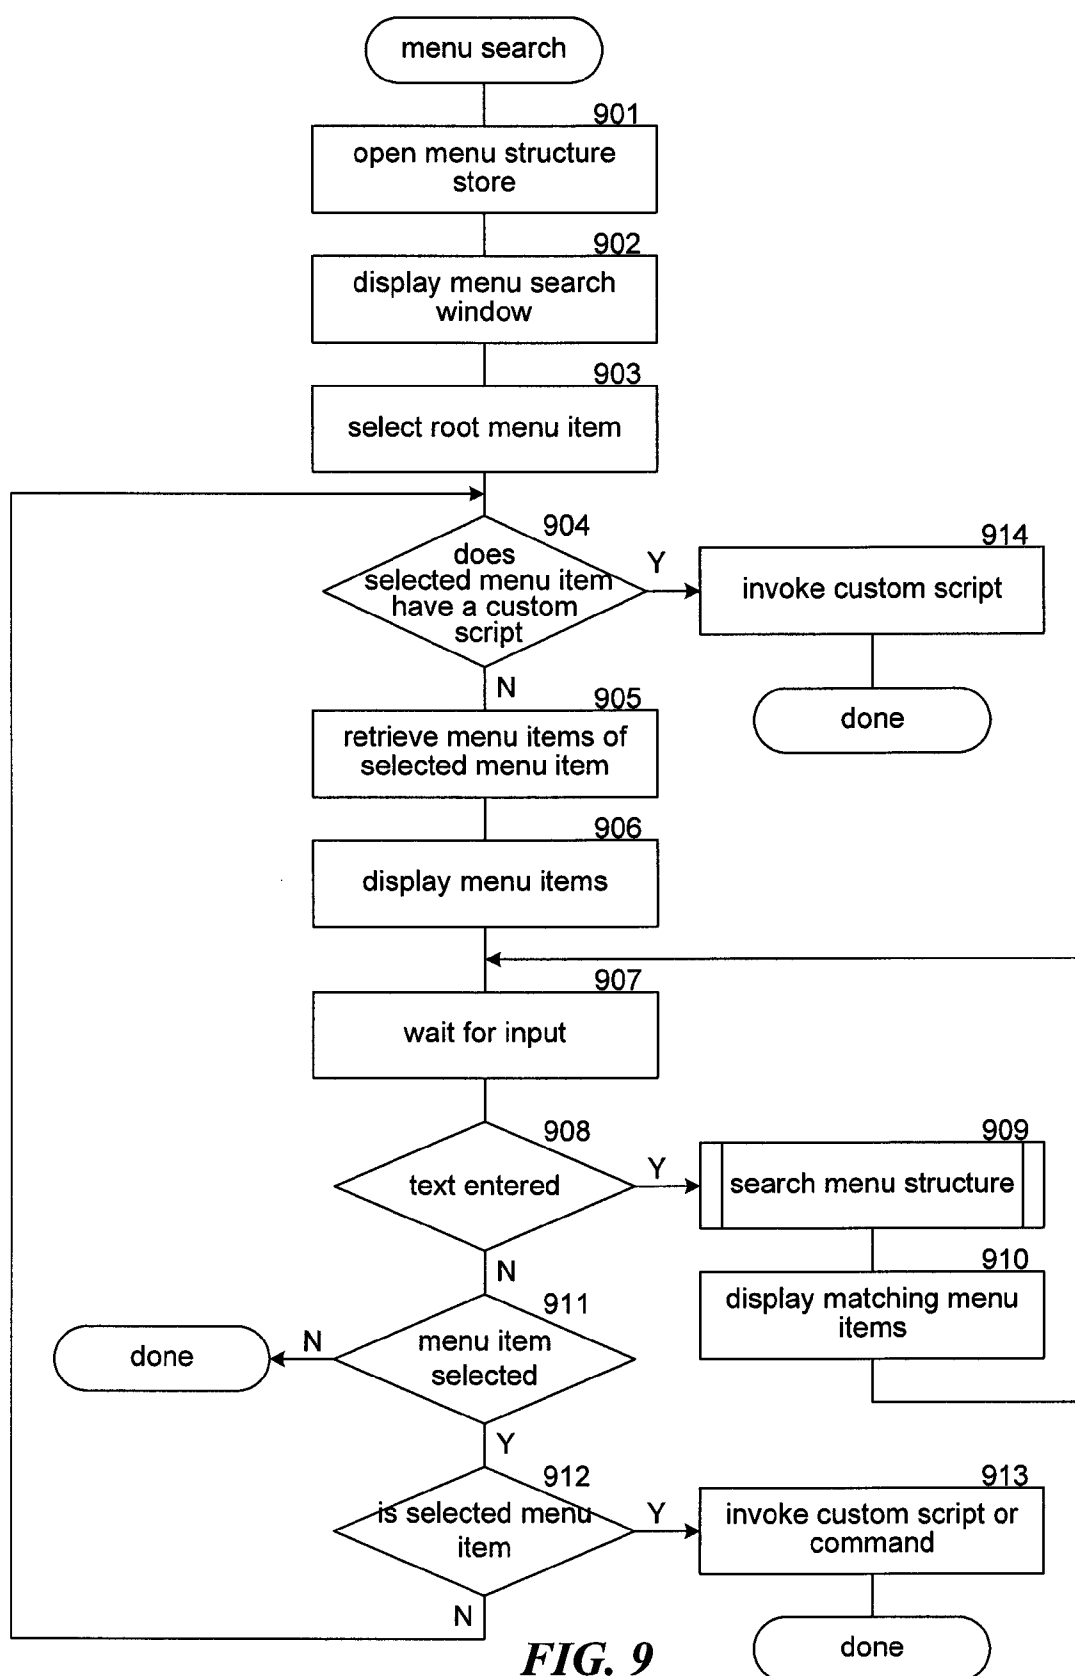 menu search
901
open menu structure
store
902
display menu search
window
903
select root menu item
904
does
selected menu item
have a custom
script
Y
914
invoke custom script
done
N
905
retrieve menu items of
selected menu item
906
display menu items
907
wait for input
908
text entered
Y
909
search menu structure
910
display matching menu
items
N
911
menu item
selected
N
done
Y
912
is selected menu
item
Y
913
invoke custom script or
command
done
N
FIG. 9